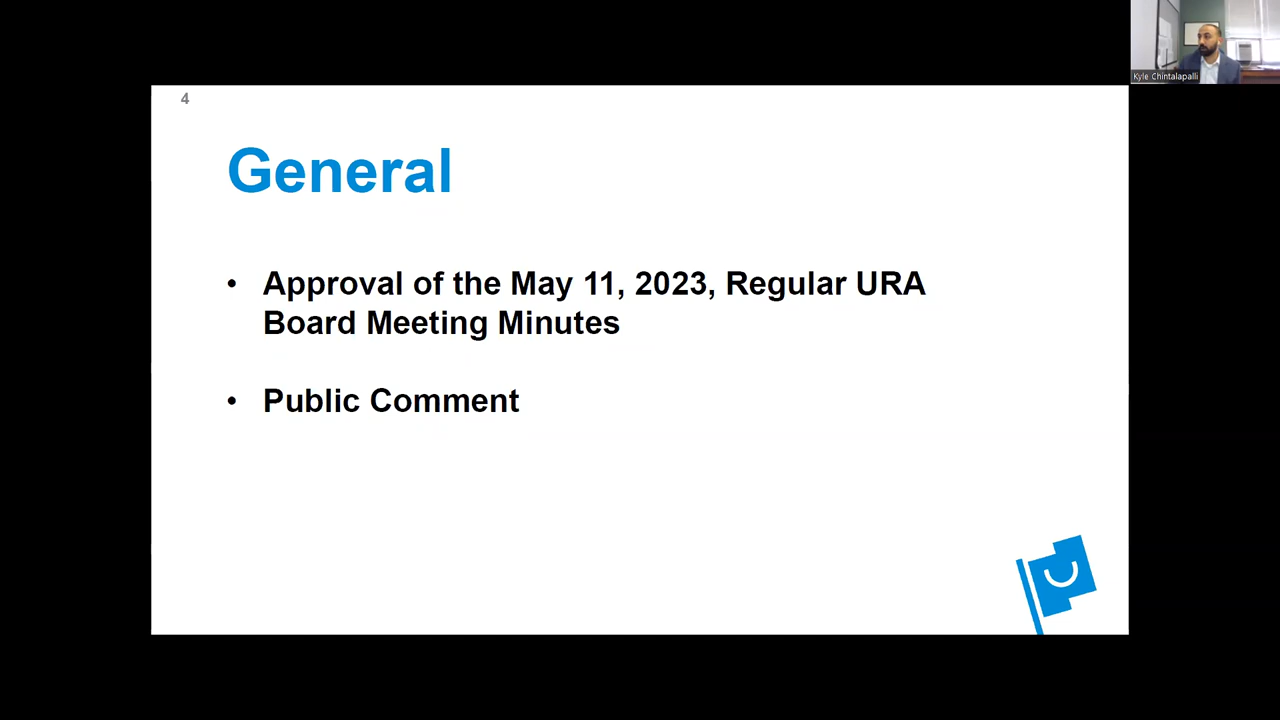 Kyle Chintalapalli
4
General
• Approval of the May 11, 2023, Regular URA
Board Meeting Minutes
• Public Comment